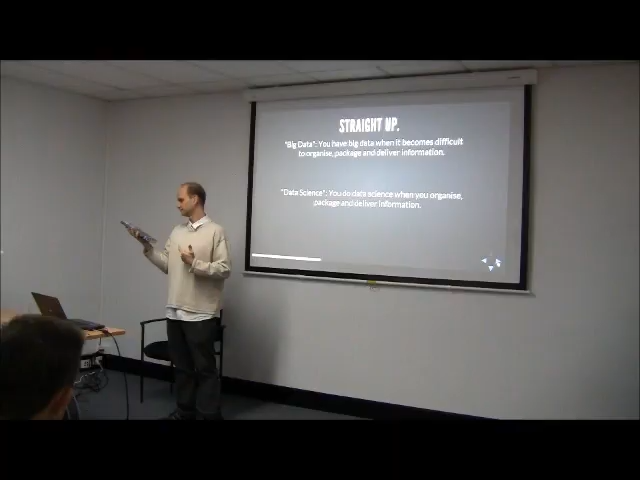 STRAIGHT UP.
"Big Data": You have big data when it becomes difficult
to organise, package and deliver information.
"Data Science": You do data science when you organise,
package and deliver information.